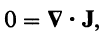 0 = ∇ · J,